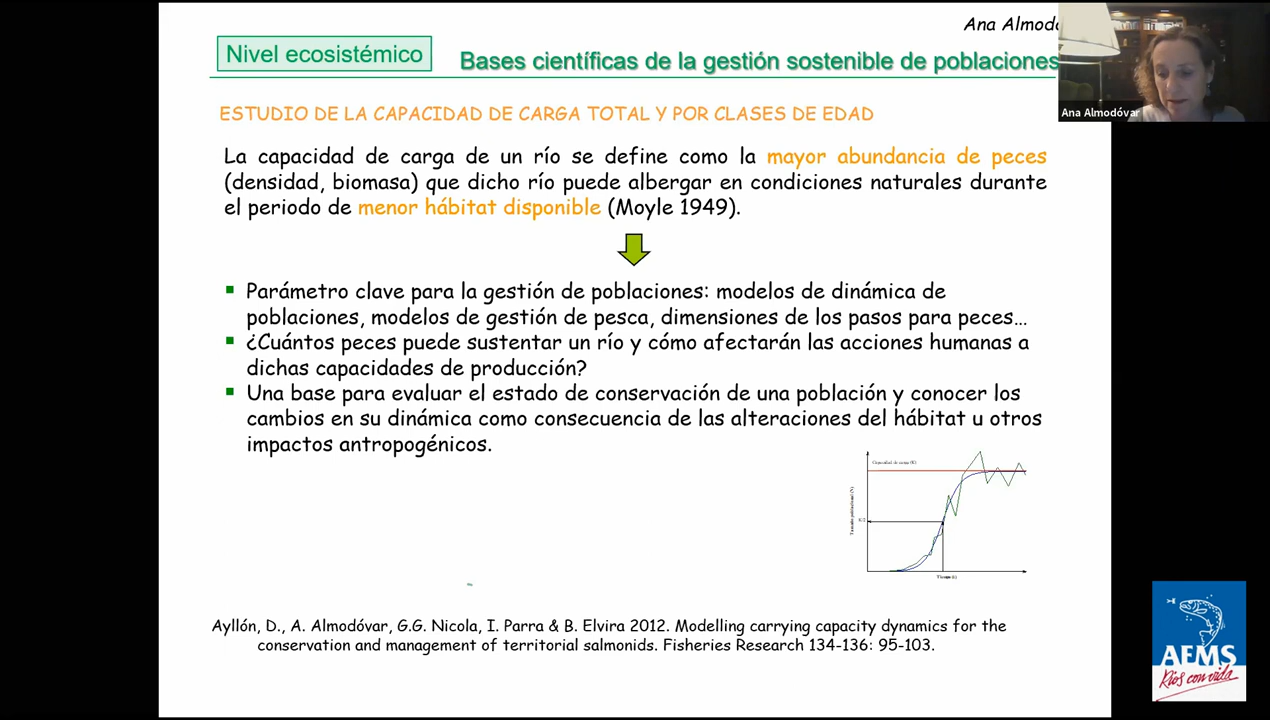 Ana Almodó
Nivel ecosistémico
Bases científicas de la gestión sostenible de poblaciones
Ana Almodóvar
ESTUDIO DE LA CAPACIDAD DE CARGA TOTAL Y POR CLASES DE EDAD
La capacidad de carga de un río se define como la mayor abundancia de peces
(densidad, biomasa) que dicho río puede albergar en condiciones naturales durante
el periodo de menor hábitat disponible (Moyle 1949).
▪ Parámetro clave para la gestión de poblaciones: modelos de dinámica de
poblaciones, modelos de gestión de pesca, dimensiones de los pasos para peces…
▪ ¿Cuántos peces puede sustentar un río y cómo afectarán las acciones humanas a
dichas capacidades de producción?
▪ Una base para evaluar el estado de conservación de una población y conocer los
cambios en su dinámica como consecuencia de las alteraciones del hábitat u otros
impactos antropogénicos.
Capacidad de carga (K)
Tamaño poblacional (N)
K/2
Tiempo (t)
Ayllón, D., A. Almodóvar, G.G. Nicola, I. Parra & B. Elvira 2012. Modelling carrying capacity dynamics for the
conservation and management of territorial salmonids. Fisheries Research 134-136: 95-103.
AEMS
Ríos con vida